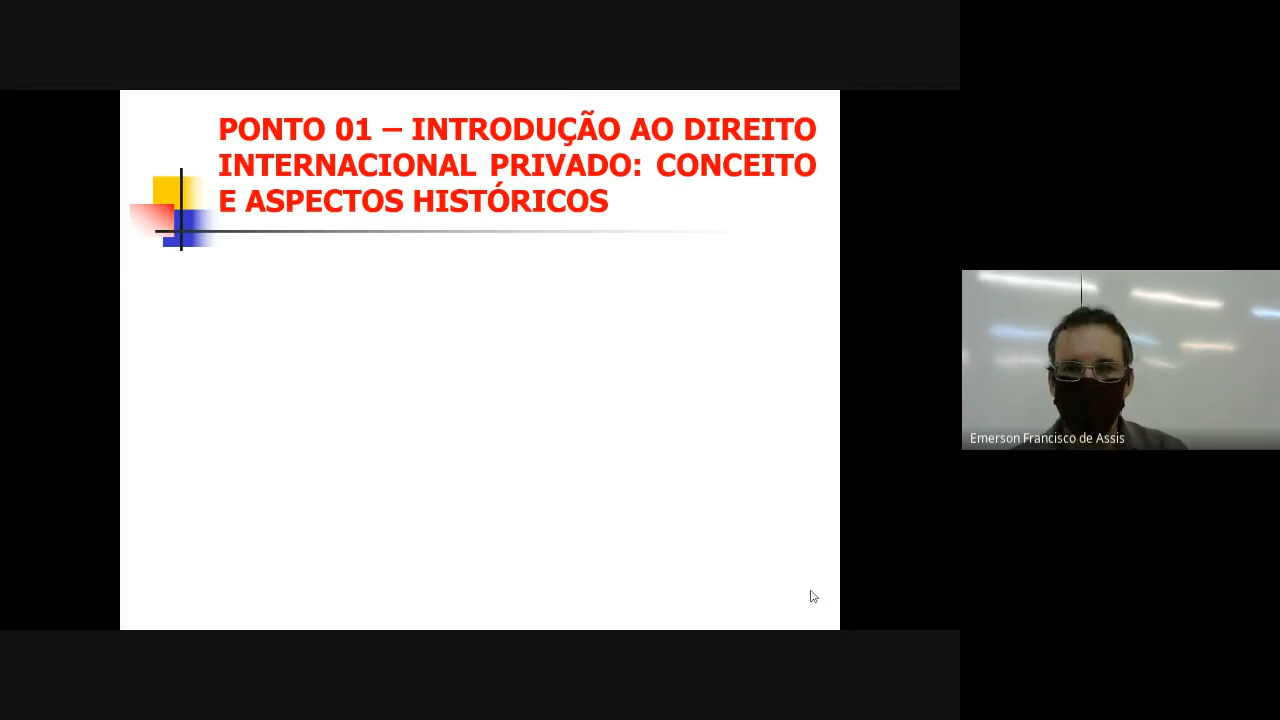 PONTO 01 – INTRODUÇÃO AO DIREITO
INTERNACIONAL PRIVADO: CONCEITO
E ASPECTOS HISTÓRICOS
Emerson Francisco de Assis